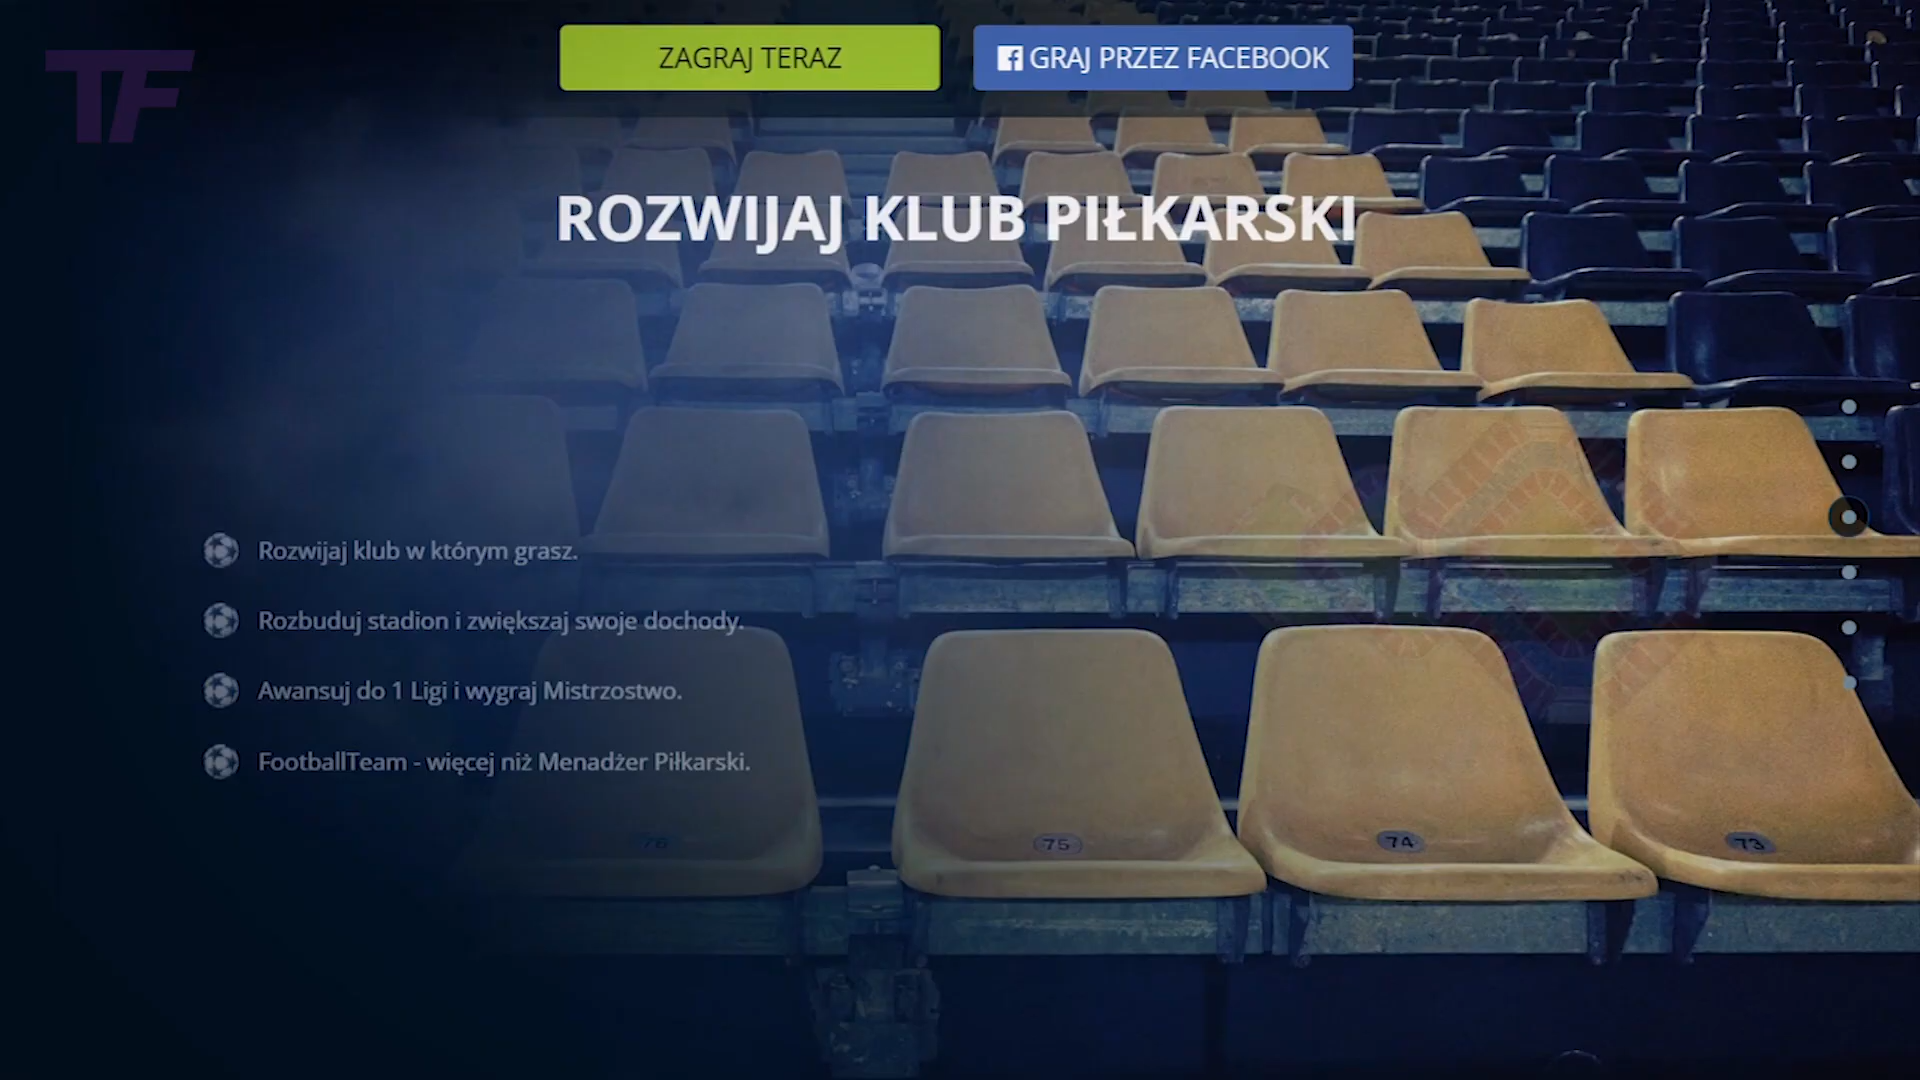 TF
ZAGRAJ TERAZ
GRAJ PRZEZ FACEBOOK
ROZWIJAJ KLUB PIŁKARSKI
Rozwijaj klub w którym grasz.
Rozbuduj stadion i zwiększaj swoje dochody.
Awansuj do 1 Ligi i wygraj Mistrzostwo.
FootballTeam - więcej niż Menadżer Piłkarski.
76 75 74 73